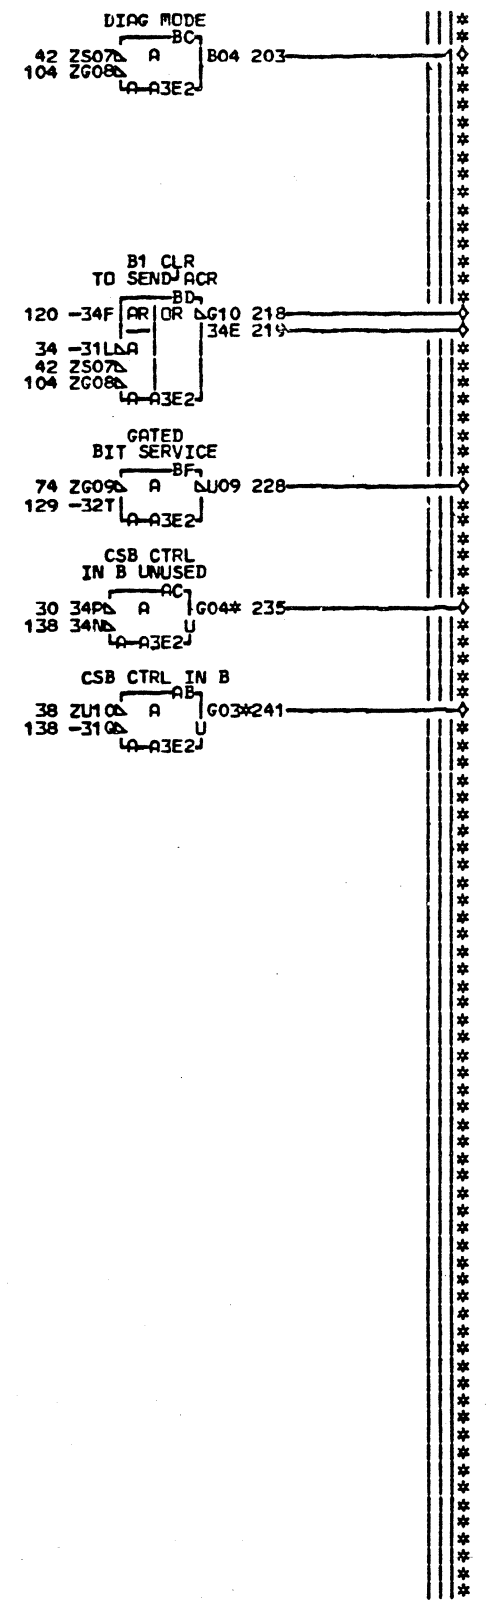 DIAG MODE
BC
42 ZS07 A B04 203
104 ZG08
A-A3E2
B1 CLR
TO SEND ACR
BD
120 -34F AR OR G10 218
34E 219
34 -31L A
42 ZS07
104 ZG08
A-A3E2
GATED
BIT SERVICE
BF
74 ZG09 A U09 228
129 -32T
A-A3E2
CSB CTRL
IN B UNUSED
AC
30 34P A G04* 235
138 34N U
A-A3E2
CSB CTRL IN B
AB
38 ZU10 A G03*241
138 -31Q U
A-A3E2